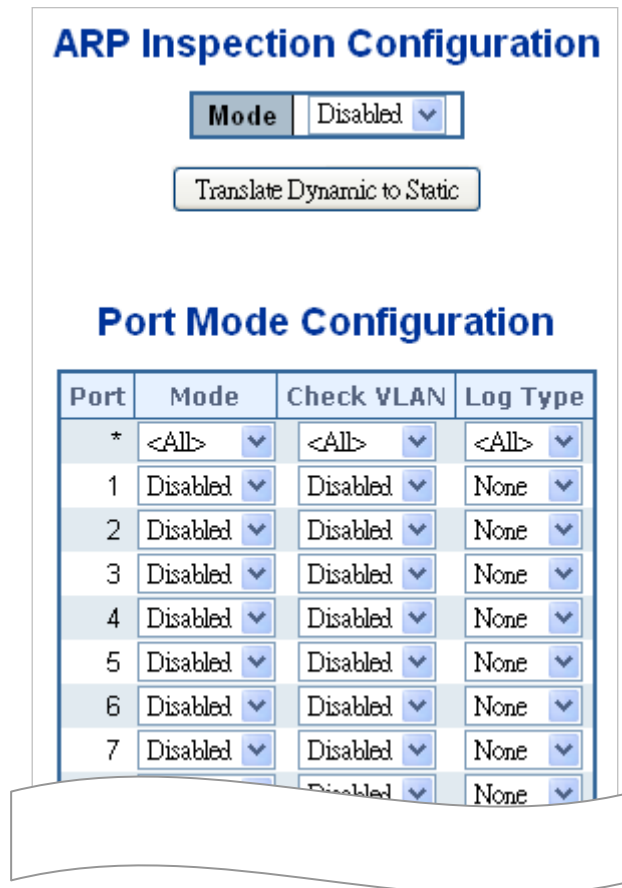 ARP Inspection Configuration
Mode Disabled
Translate Dynamic to Static
Port Mode Configuration
Port Mode Check VLAN Log Type
* <All> <All> <All>
1 Disabled Disabled None
2 Disabled Disabled None
3 Disabled Disabled None
4 Disabled Disabled None
5 Disabled Disabled None
6 Disabled Disabled None
7 Disabled Disabled None
Disabled None